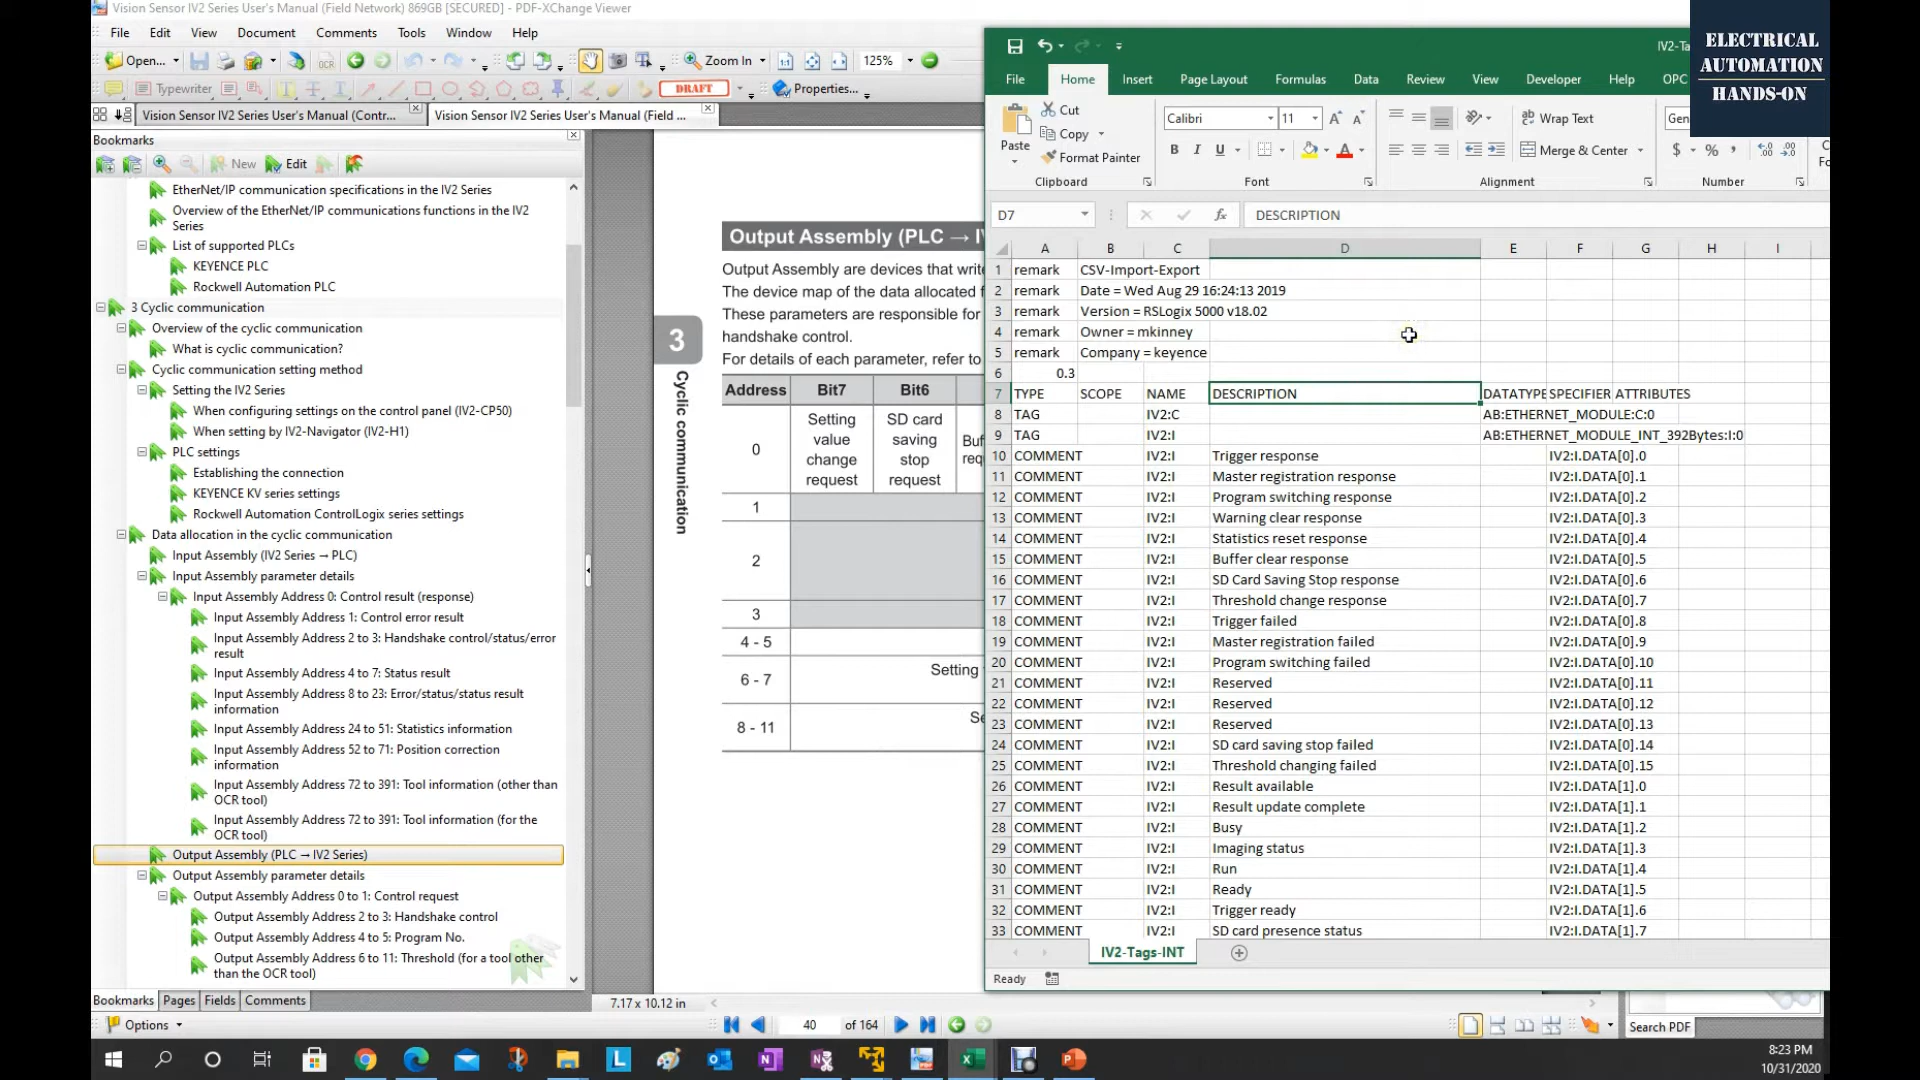 Vision Sensor IV2 Series User's Manual (Field Network) 869GB [SECURED] - PDF-XChange Viewer
File Edit View Document Comments Tools Window Help
Open... OCR Zoom In 125%
Typewriter DRAFT Properties...
Vision Sensor IV2 Series User's Manual (Contr...
Vision Sensor IV2 Series User's Manual (Field ...
Bookmarks
New Edit
EtherNet/IP communication specifications in the IV2 Series
Overview of the EtherNet/IP communications functions in the IV2
Series
List of supported PLCs
KEYENCE PLC
Rockwell Automation PLC
3 Cyclic communication
Overview of the cyclic communication
What is cyclic communication?
Cyclic communication setting method
Setting the IV2 Series
When configuring settings on the control panel (IV2-CP50)
When setting by IV2-Navigator (IV2-H1)
PLC settings
Establishing the connection
KEYENCE KV series settings
Rockwell Automation ControlLogix series settings
Data allocation in the cyclic communication
Input Assembly (IV2 Series → PLC)
Input Assembly parameter details
Input Assembly Address 0: Control result (response)
Input Assembly Address 1: Control error result
Input Assembly Address 2 to 3: Handshake control/status/error
result
Input Assembly Address 4 to 7: Status result
Input Assembly Address 8 to 23: Error/status/status result
information
Input Assembly Address 24 to 51: Statistics information
Input Assembly Address 52 to 71: Position correction
information
Input Assembly Address 72 to 391: Tool information (other than
OCR tool)
Input Assembly Address 72 to 391: Tool information (for the
OCR tool)
Output Assembly (PLC → IV2 Series)
Output Assembly parameter details
Output Assembly Address 0 to 1: Control request
Output Assembly Address 2 to 3: Handshake control
Output Assembly Address 4 to 5: Program No.
Output Assembly Address 6 to 11: Threshold (for a tool other
than the OCR tool)
Bookmarks Pages Fields Comments
Options
3
Cyclic communication
Output Assembly (PLC → I
Output Assembly are devices that write
The device map of the data allocated
These parameters are responsible for
handshake control.
For details of each parameter, refer to
Address Bit7 Bit6
0
Setting
value
change
request
SD card
saving
stop
request
Buf
req
1
2
3
4 - 5
6 - 7 Setting
8 - 11
7.17 x 10.12 in
40 of 164
Search PDF
IV2-Ta
File Home Insert Page Layout Formulas Data Review View Developer Help OPC
ELECTRICAL
AUTOMATION
HANDS-ON
Paste
Cut
Copy
Format Painter
Clipboard
Calibri 11
B I U
Font
Wrap Text
Merge & Center
Alignment
Gen
$ % ,
Number
D7 fx DESCRIPTION
A B C D E F G H I
1 remark CSV-Import-Export
2 remark Date = Wed Aug 29 16:24:13 2019
3 remark Version = RSLogix 5000 v18.02
4 remark Owner = mkinney
5 remark Company = keyence
6 0.3
7 TYPE SCOPE NAME DESCRIPTION DATATYPE SPECIFIER ATTRIBUTES
8 TAG IV2:C AB:ETHERNET_MODULE:C:0
9 TAG IV2:I AB:ETHERNET_MODULE_INT_392Bytes:I:0
10 COMMENT IV2:I Trigger response IV2:I.DATA[0].0
11 COMMENT IV2:I Master registration response IV2:I.DATA[0].1
12 COMMENT IV2:I Program switching response IV2:I.DATA[0].2
13 COMMENT IV2:I Warning clear response IV2:I.DATA[0].3
14 COMMENT IV2:I Statistics reset response IV2:I.DATA[0].4
15 COMMENT IV2:I Buffer clear response IV2:I.DATA[0].5
16 COMMENT IV2:I SD Card Saving Stop response IV2:I.DATA[0].6
17 COMMENT IV2:I Threshold change response IV2:I.DATA[0].7
18 COMMENT IV2:I Trigger failed IV2:I.DATA[0].8
19 COMMENT IV2:I Master registration failed IV2:I.DATA[0].9
20 COMMENT IV2:I Program switching failed IV2:I.DATA[0].10
21 COMMENT IV2:I Reserved IV2:I.DATA[0].11
22 COMMENT IV2:I Reserved IV2:I.DATA[0].12
23 COMMENT IV2:I Reserved IV2:I.DATA[0].13
24 COMMENT IV2:I SD card saving stop failed IV2:I.DATA[0].14
25 COMMENT IV2:I Threshold changing failed IV2:I.DATA[0].15
26 COMMENT IV2:I Result available IV2:I.DATA[1].0
27 COMMENT IV2:I Result update complete IV2:I.DATA[1].1
28 COMMENT IV2:I Busy IV2:I.DATA[1].2
29 COMMENT IV2:I Imaging status IV2:I.DATA[1].3
30 COMMENT IV2:I Run IV2:I.DATA[1].4
31 COMMENT IV2:I Ready IV2:I.DATA[1].5
32 COMMENT IV2:I Trigger ready IV2:I.DATA[1].6
33 COMMENT IV2:I SD card presence status IV2:I.DATA[1].7
IV2-Tags-INT
Ready
8:23 PM
10/31/2020